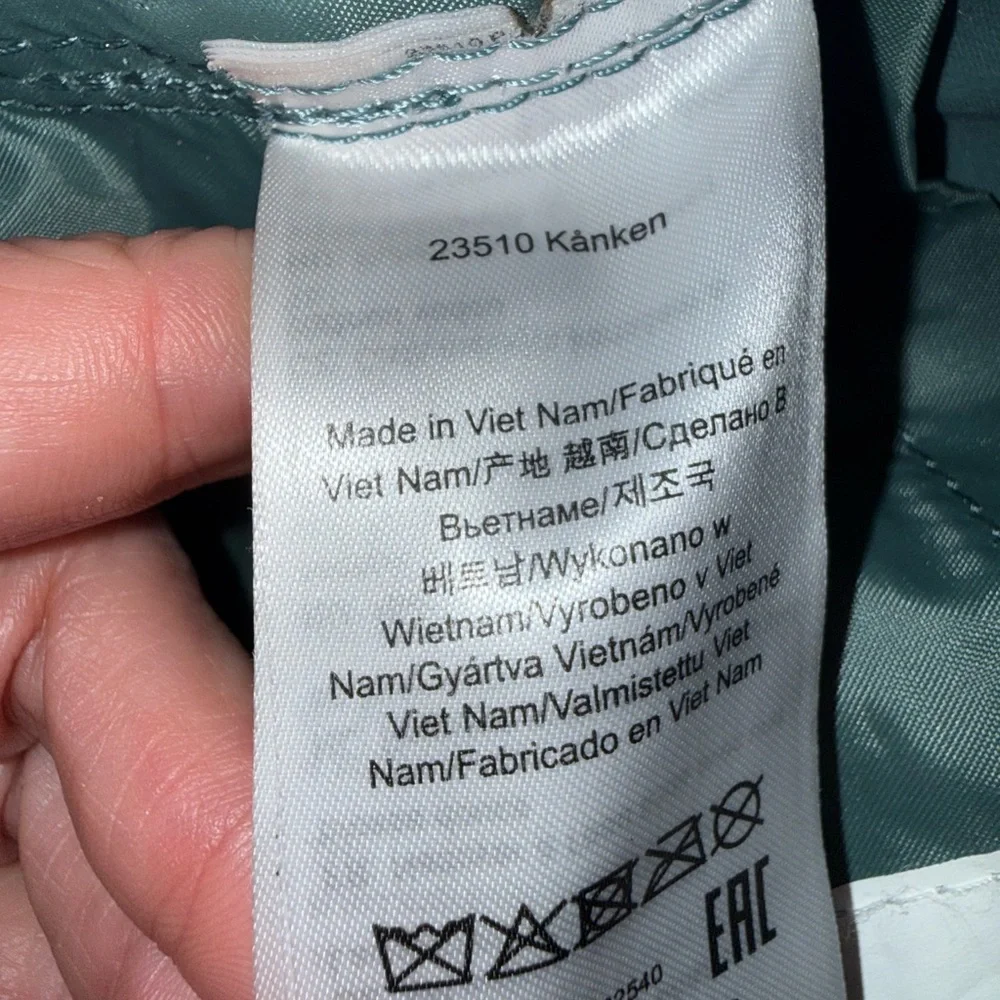 23510 Kånken
Made in Viet Nam/Fabriqué en
Viet Nam/产地 越南/Сделано в
Вьетнаме/제조국
베트남/Wykonano w
Wietnam/Vyrobeno v Viet
Nam/Gyártva Vietnám/Vyrobené
Viet Nam/Valmistettu Viet
Nam/Fabricado en Viet Nam
EAC